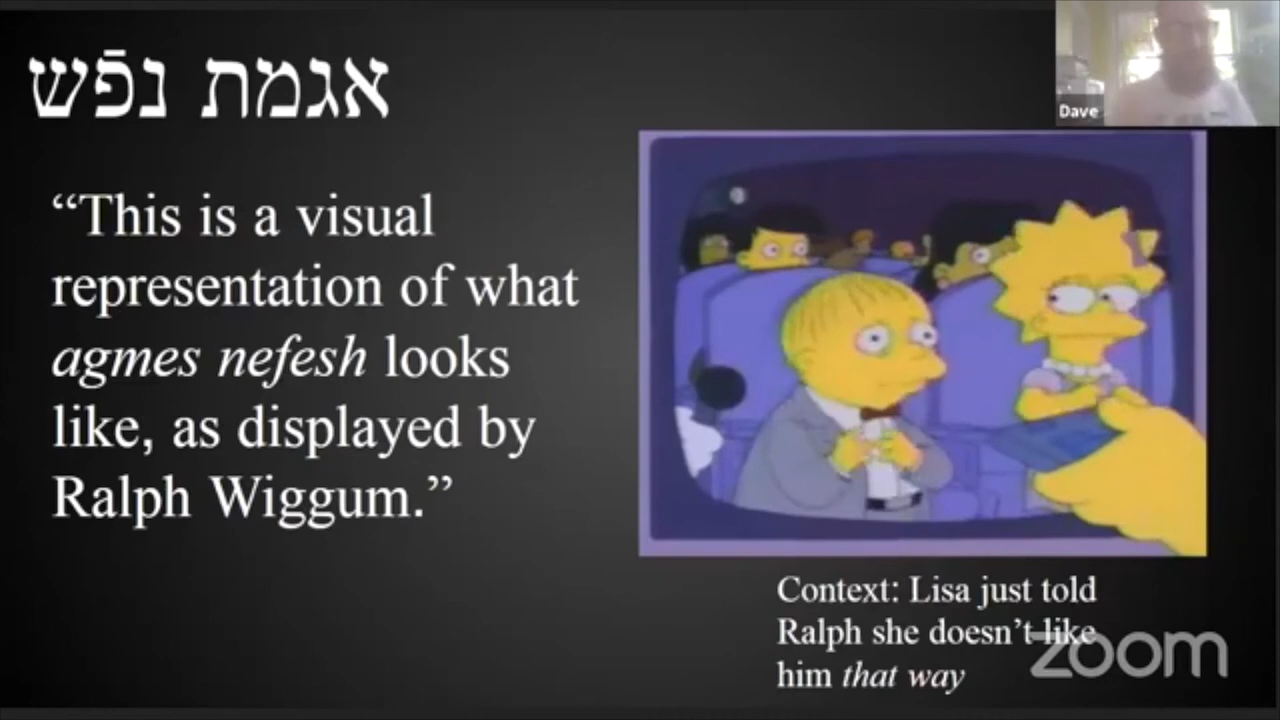 אגמת נפֿש
“This is a visual
representation of what
agmes nefesh looks
like, as displayed by
Ralph Wiggum.”
Dave
Context: Lisa just told
Ralph she doesn’t like
him that way
zoom